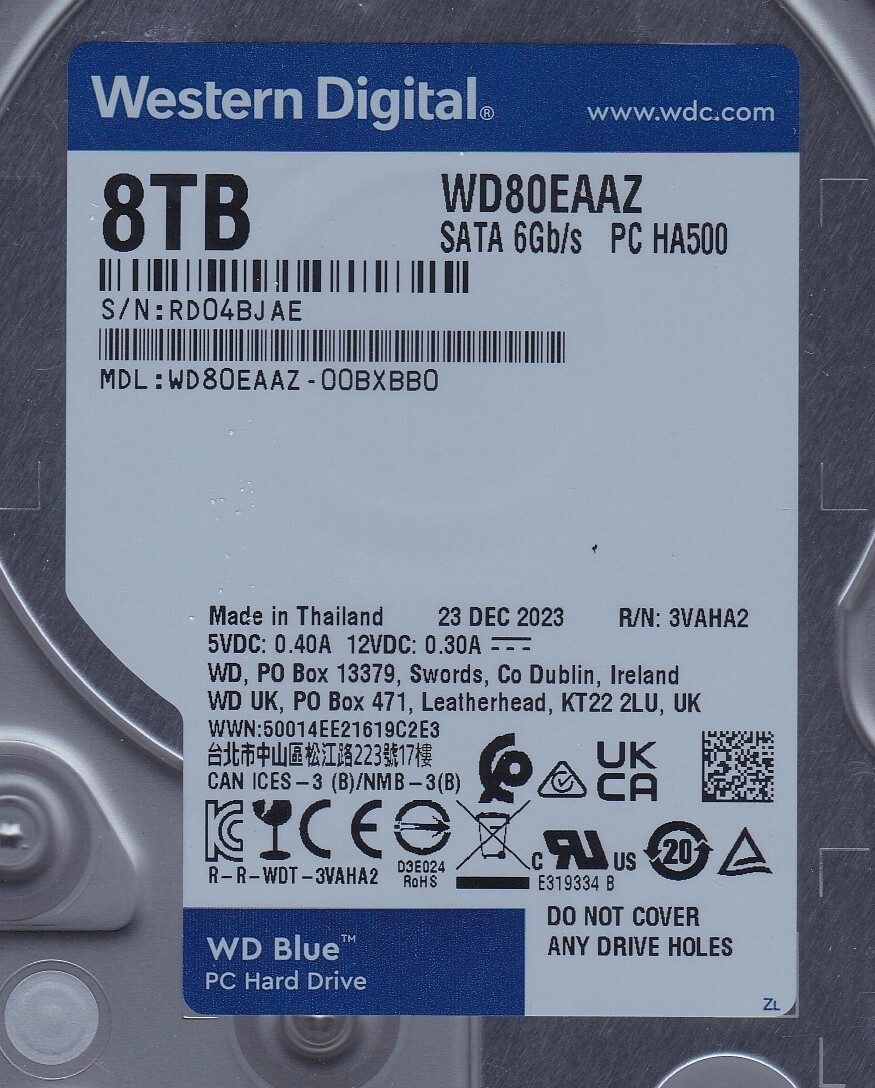 Western Digital®
www.wdc.com
8TB
WD80EAAZ
SATA 6Gb/s PC HA500
S/N:RD04BJAE
MDL:WD80EAAZ-00BXBB0
Made in Thailand 23 DEC 2023 R/N: 3VAHA2
5VDC: 0.40A 12VDC: 0.30A
WD, PO Box 13379, Swords, Co Dublin, Ireland
WD UK, PO Box 471, Leatherhead, KT22 2LU, UK
WWN:50014EE21619C2E3
台北市中山區松江路223號17樓
CAN ICES-3 (B)/NMB-3(B)
UK
CA
R-R-WDT-3VAHA2
D3E024
RoHS
C RU US
E319334 B
20
DO NOT COVER
ANY DRIVE HOLES
WD Blue™
PC Hard Drive
ZL